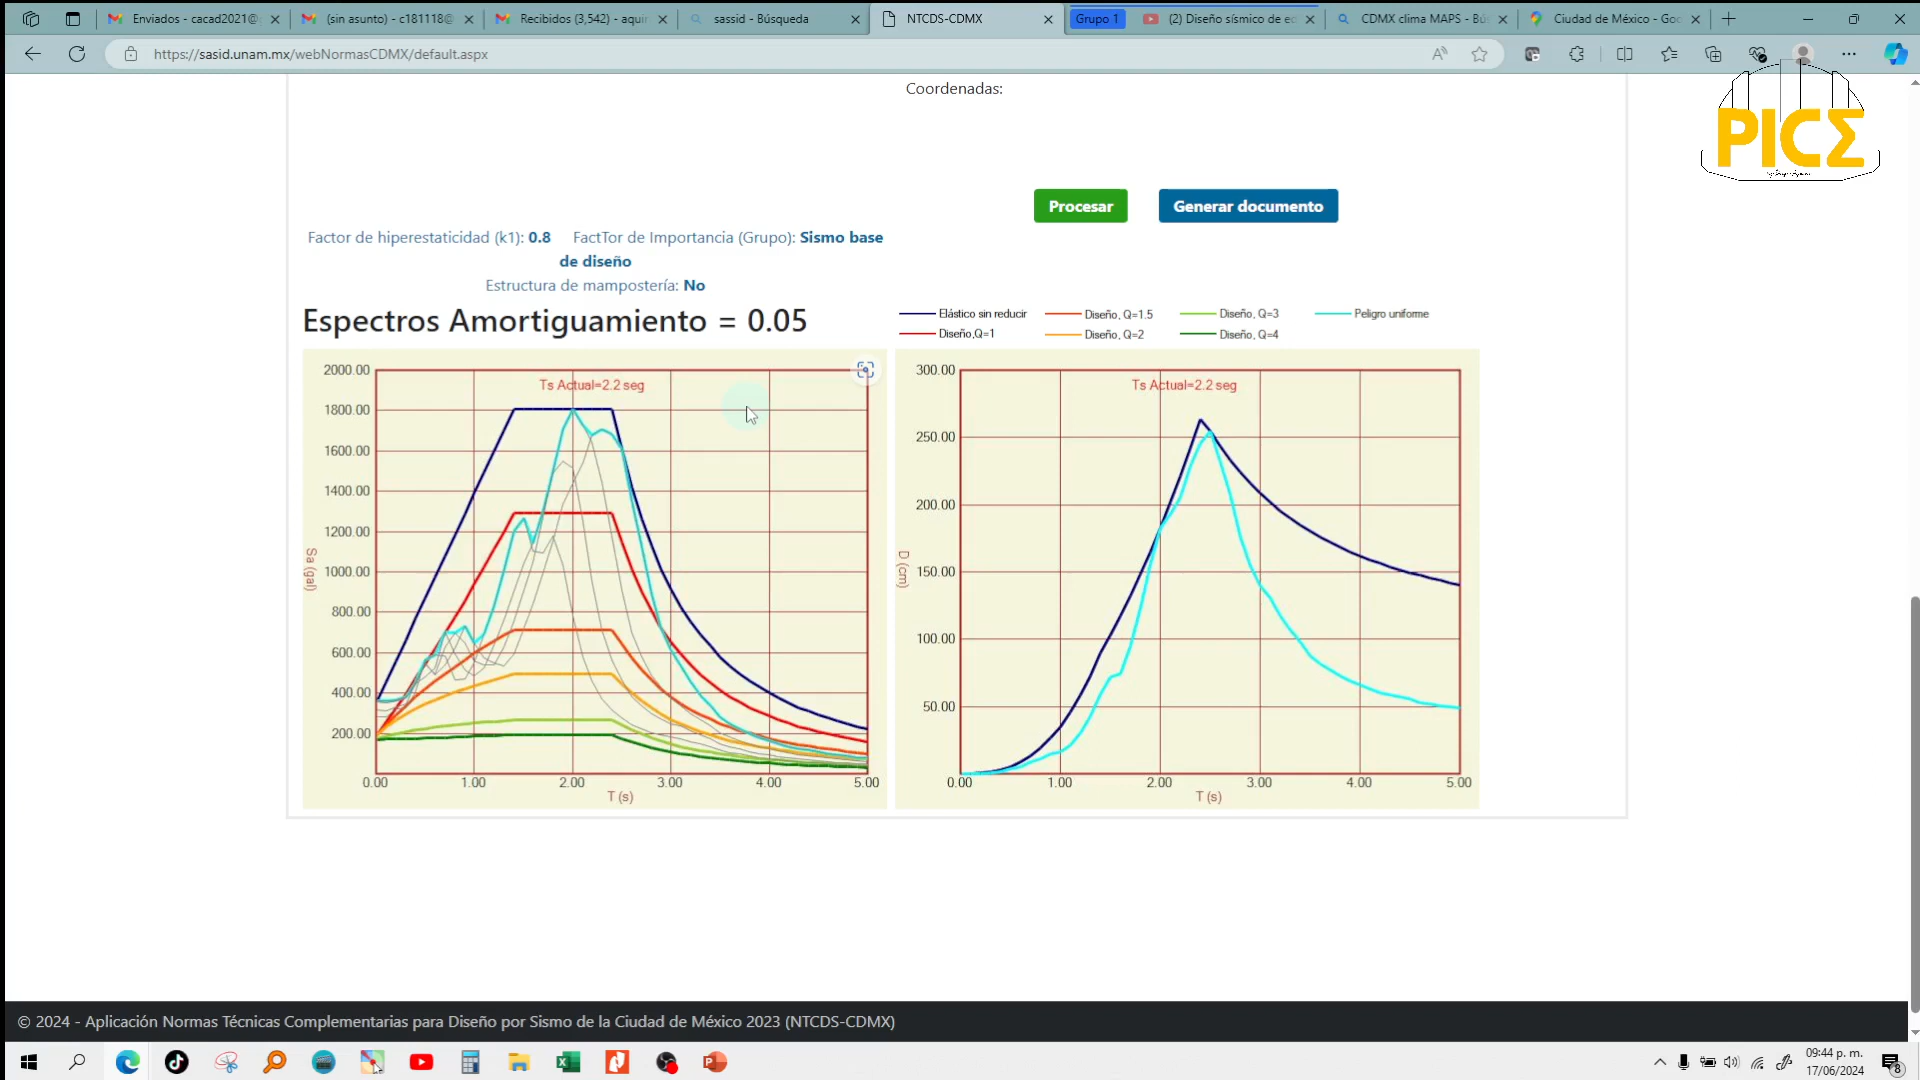 Enviados - cacad2021@
(sin asunto) - c181118@
Recibidos (3,542) - aquir
sassid - Búsqueda
NTCDS-CDMX
Grupo 1
(2) Diseño sísmico de ed
CDMX clima MAPS - Bús
Ciudad de México - Goo
https://sasid.unam.mx/webNormasCDMX/default.aspx
Coordenadas:
PICΣ
Procesar
Generar documento
Factor de hiperestaticidad (k1): 0.8 FactTor de Importancia (Grupo): Sismo base
de diseño
Estructura de mampostería: No
Espectros Amortiguamiento = 0.05
Elástico sin reducir
Diseño, Q=1.5
Diseño, Q=3
Peligro uniforme
Diseño,Q=1
Diseño, Q=2
Diseño, Q=4
Ts Actual=2.2 seg
2000.00
1800.00
1600.00
1400.00
1200.00
1000.00
800.00
600.00
400.00
200.00
Sa (gal)
0.00 1.00 2.00 3.00 4.00 5.00
T (s)
Ts Actual=2.2 seg
300.00
250.00
200.00
150.00
100.00
50.00
D (cm)
0.00 1.00 2.00 3.00 4.00 5.00
T (s)
© 2024 - Aplicación Normas Técnicas Complementarias para Diseño por Sismo de la Ciudad de México 2023 (NTCDS-CDMX)
09:44 p. m.
17/06/2024
8